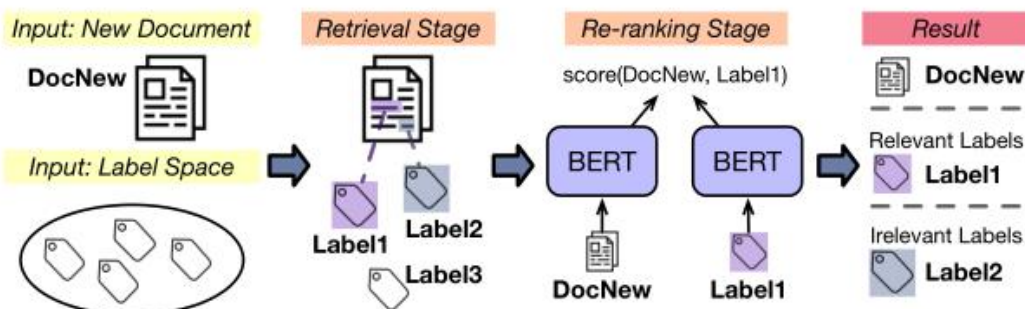 Input: New Document
DocNew
Input: Label Space
Retrieval Stage
Label1
Label2
Label3
Re-ranking Stage
score(DocNew, Label1)
BERT
BERT
DocNew
Label1
Result
DocNew
Relevant Labels
Label1
Irelevant Labels
Label2